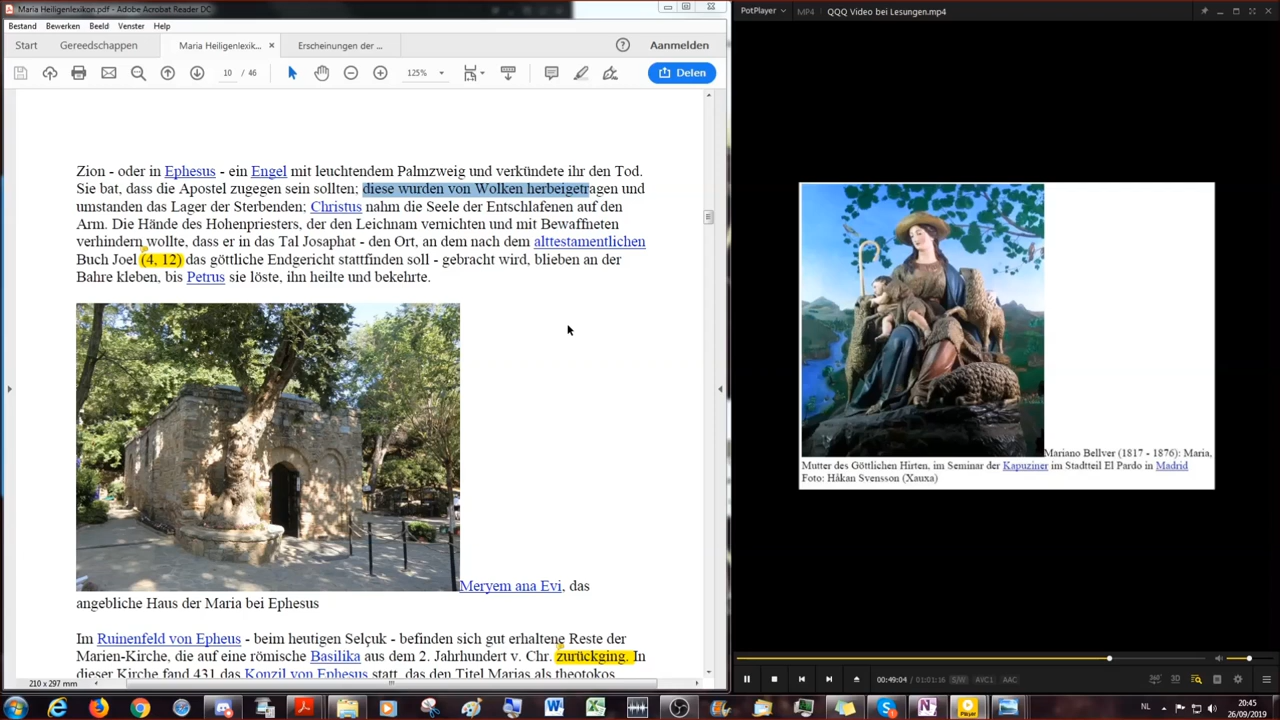 Maria Heiligenlexikon.pdf - Adobe Acrobat Reader DC
Bestand Bewerken Beeld Venster Help
Start Gereedschappen Maria Heiligenlexik... × Erscheinungen der ... Aanmelden
10 / 46 125% Delen
Zion - oder in Ephesus - ein Engel mit leuchtendem Palmzweig und verkündete ihr den Tod.
Sie bat, dass die Apostel zugegen sein sollten; diese wurden von Wolken herbeigetragen und
umstanden das Lager der Sterbenden; Christus nahm die Seele der Entschlafenen auf den
Arm. Die Hände des Hohenpriesters, der den Leichnam vernichten und mit Bewaffneten
verhindern wollte, dass er in das Tal Josaphat - den Ort, an dem nach dem alttestamentlichen
Buch Joel (4, 12) das göttliche Endgericht stattfinden soll - gebracht wird, blieben an der
Bahre kleben, bis Petrus sie löste, ihn heilte und bekehrte.
Meryem ana Evi, das
angebliche Haus der Maria bei Ephesus
Im Ruinenfeld von Epheus - beim heutigen Selçuk - befinden sich gut erhaltene Reste der
Marien-Kirche, die auf eine römische Basilika aus dem 2. Jahrhundert v. Chr. zurückging. In
dieser Kirche fand 431 das Konzil von Ephesus statt, das den Titel Marias als theotokos
210 x 297 mm
PotPlayer MP4 QQQ Video bei Lesungen.mp4
Mariano Bellver (1817 - 1876): Maria,
Mutter des Göttlichen Hirten, im Seminar der Kapuziner im Stadtteil El Pardo in Madrid
Foto: Håkan Svensson (Xauxa)
00:49:04 / 01:01:16 S/W AVC1 AAC
360° 3D
NL 20:45
26/09/2019